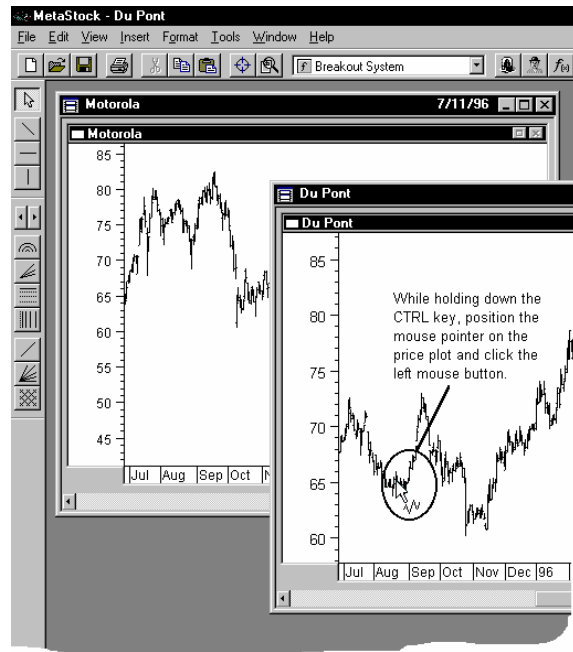 MetaStock - Du Pont
File Edit View Insert Format Tools Window Help
Breakout System
f(x)
Motorola 7/11/96
Motorola
85
80
75
70
65
60
55
50
45
Jul Aug Sep Oct N
Du Pont
Du Pont
85
80
75
70
65
60
While holding down the
CTRL key, position the
mouse pointer on the
price plot and click the
left mouse button.
Jul Aug Sep Oct Nov Dec 96